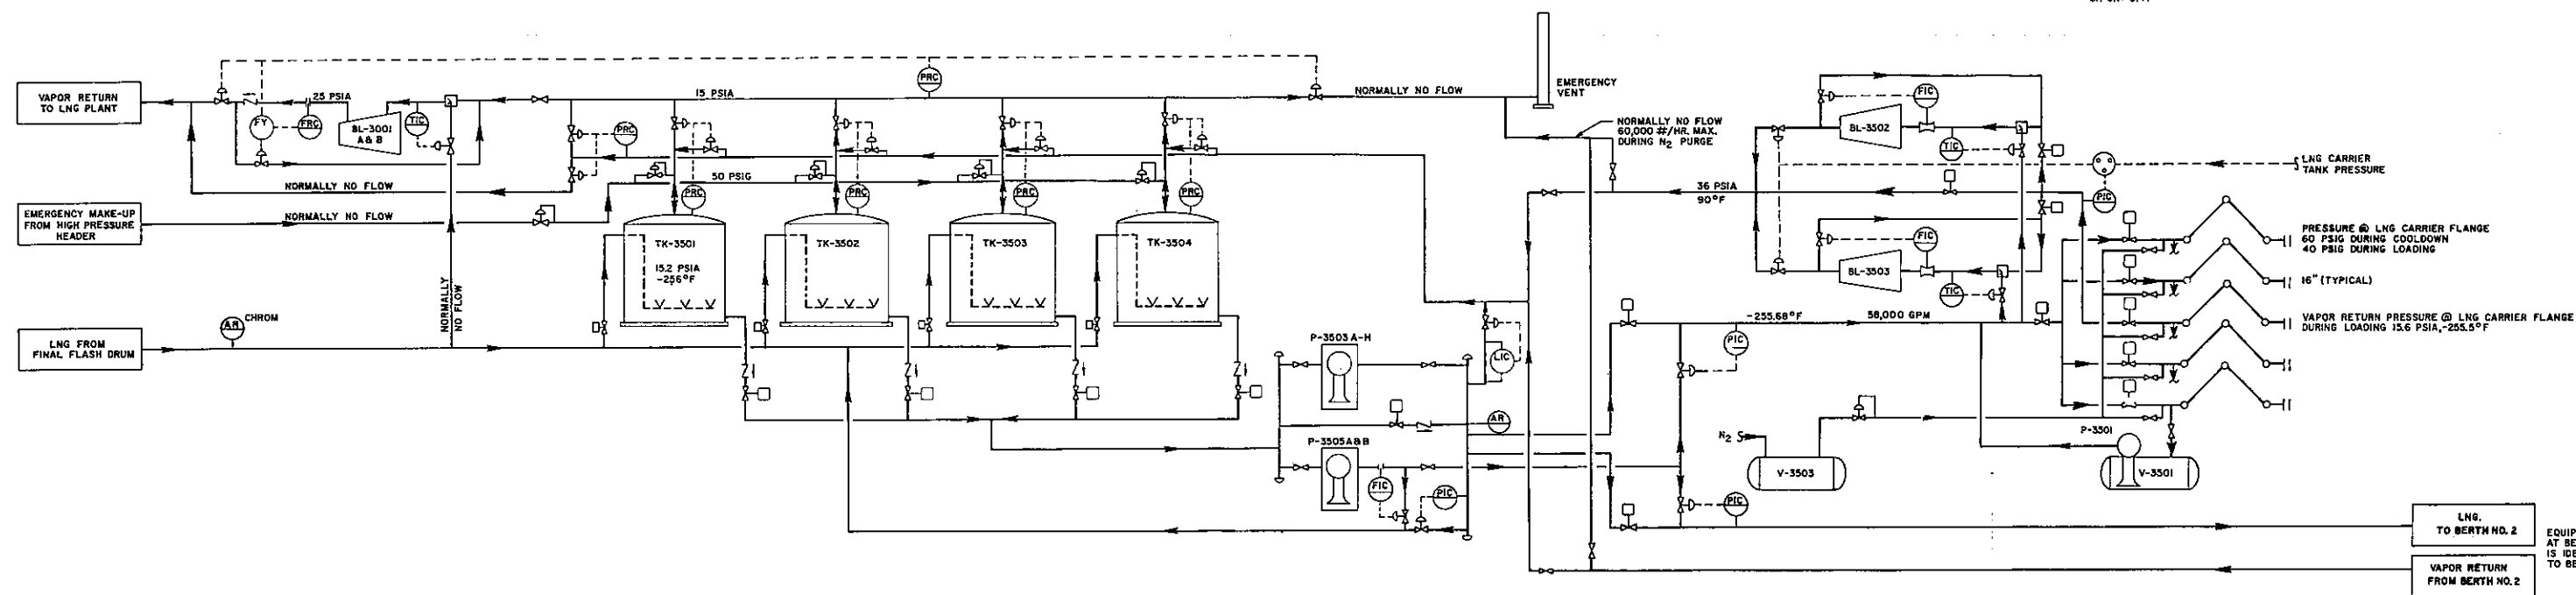 VAPOR RETURN
TO LNG PLANT
25 PSIA
FY
FRC
BL-3001
A & B
TIC
15 PSIA
PRC
NORMALLY NO FLOW
EMERGENCY
VENT
PRC
PRC
PRC
PRC
PRC
NORMALLY NO FLOW
50 PSIG
EMERGENCY MAKE-UP
FROM HIGH PRESSURE
HEADER
NORMALLY NO FLOW
NORMALLY
NO FLOW
TK-3501
15.2 PSIA
-256°F
TK-3502
TK-3503
TK-3504
LNG FROM
FINAL FLASH DRUM
AR
CHROM
NORMALLY NO FLOW
60,000 #/HR. MAX.
DURING N2 PURGE
FIC
BL-3502
TIC
LNG CARRIER
TANK PRESSURE
36 PSIA
90°F
PIC
FIC
BL-3503
TIC
PRESSURE @ LNG CARRIER FLANGE
60 PSIG DURING COOLDOWN
40 PSIG DURING LOADING
16" (TYPICAL)
-255.68°F
58,000 GPM
VAPOR RETURN PRESSURE @ LNG CARRIER FLANGE
DURING LOADING 15.6 PSIA,-255.5°F
P-3503 A-H
LIC
PIC
AR
P-3505 A&B
FIC
PIC
N2
V-3503
P-3501
V-3501
PIC
LNG.
TO BERTH NO. 2
VAPOR RETURN
FROM BERTH NO. 2